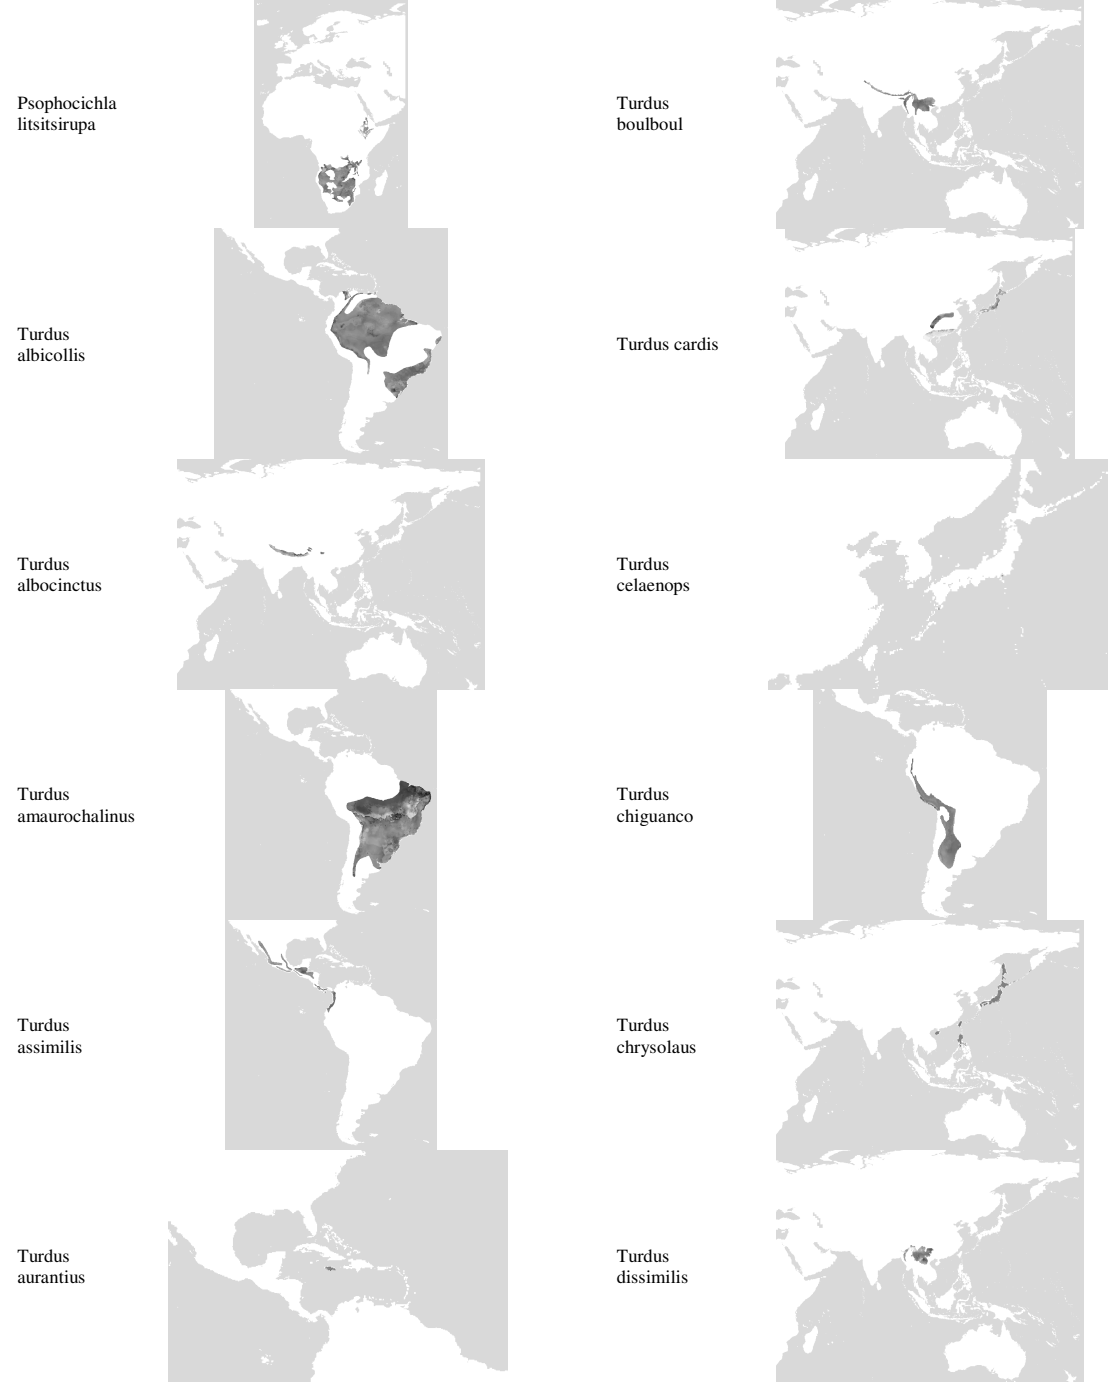 Psophocichla
litsitsirupa
Turdus
albicollis
Turdus
albocinctus
Turdus
amaurochalinus
Turdus
assimilis
Turdus
aurantius
Turdus
boulboul
Turdus cardis
Turdus
celaenops
Turdus
chiguanco
Turdus
chrysolaus
Turdus
dissimilis